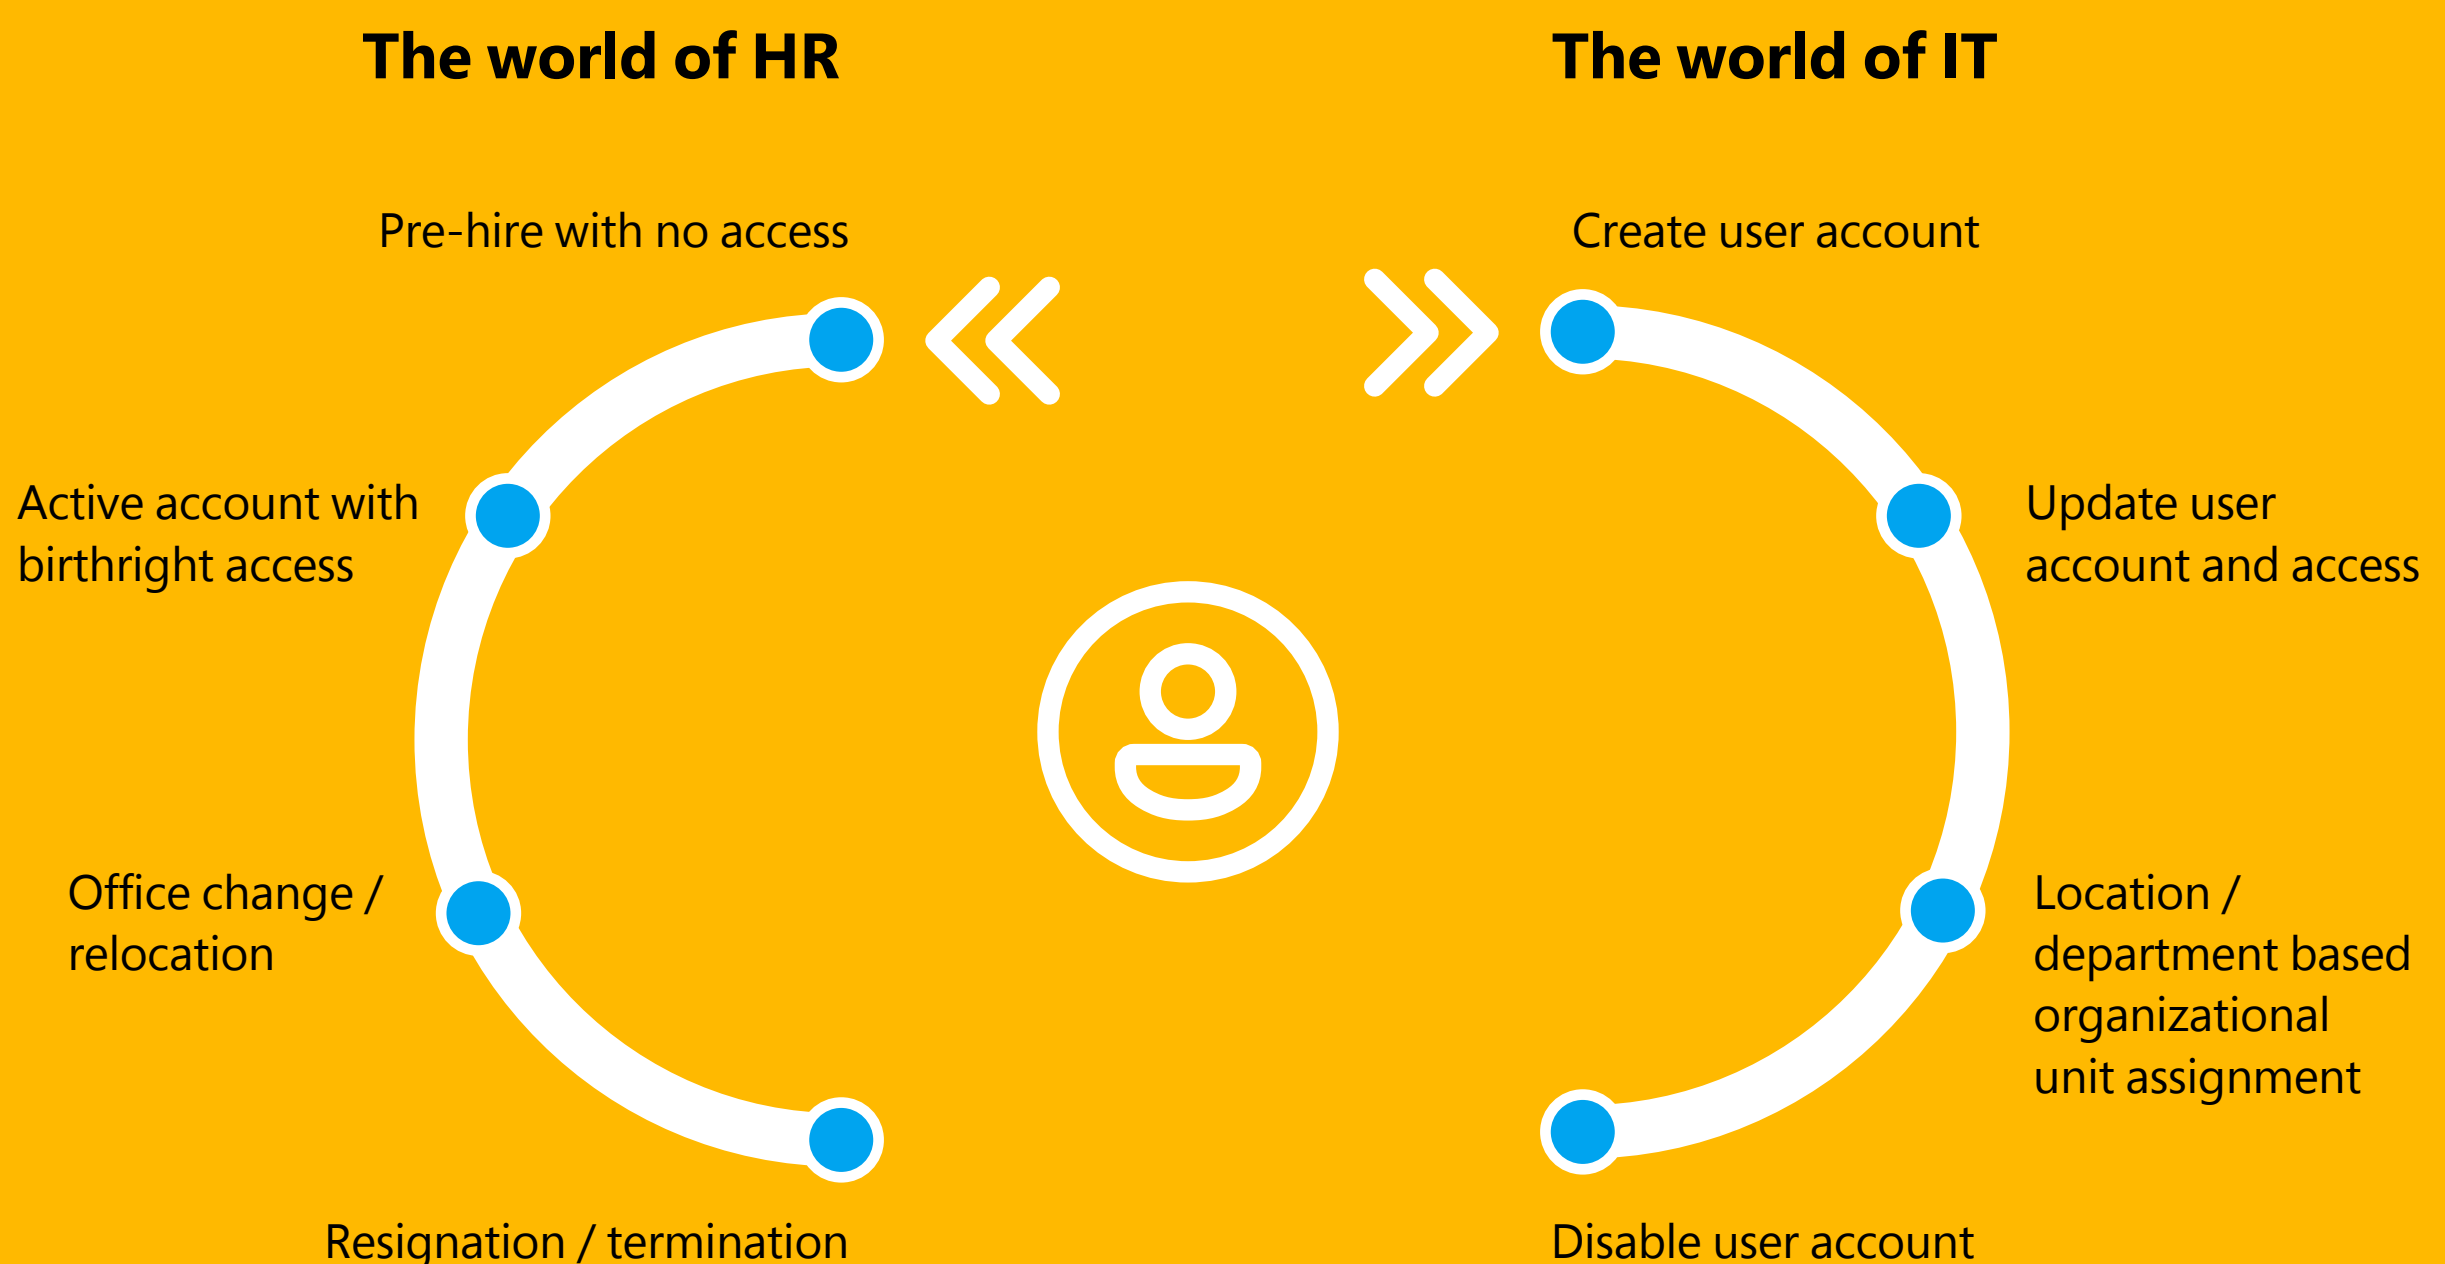 The world of HR
The world of IT
Pre-hire with no access
Create user account
Active account with
birthright access
Update user
account and access
Office change /
relocation
Location /
department based
organizational
unit assignment
Resignation / termination
Disable user account